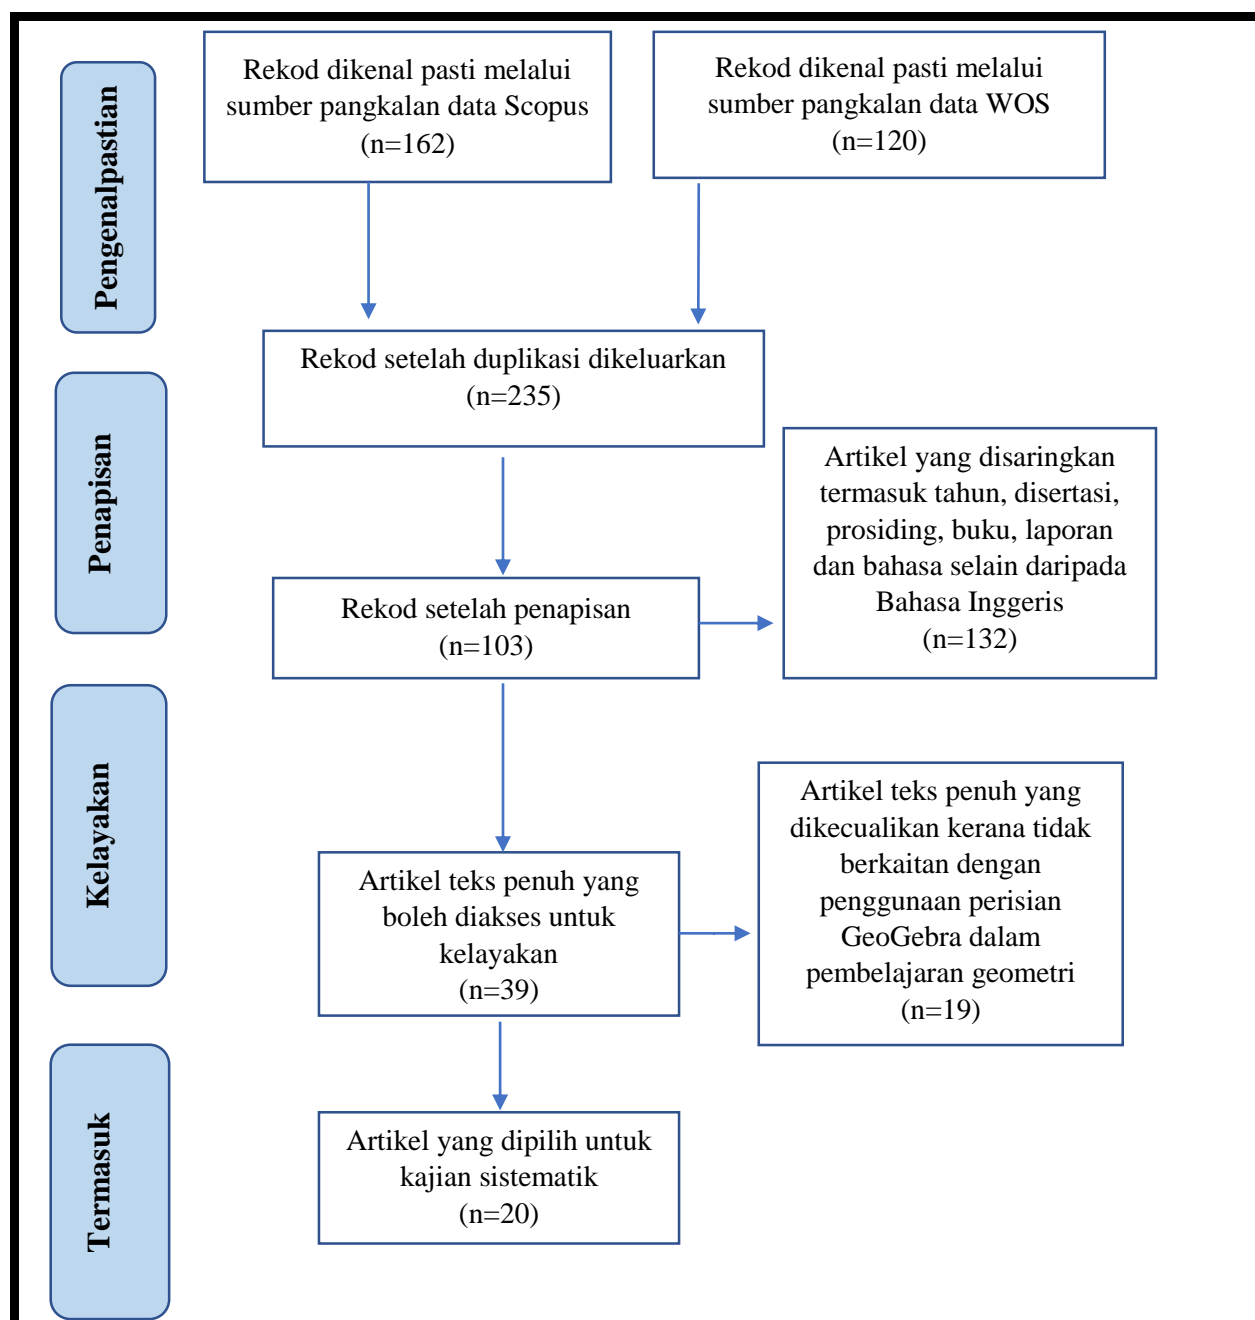 Pengenalpastian
Rekod dikenal pasti melalui
sumber pangkalan data Scopus
(n=162)
Rekod dikenal pasti melalui
sumber pangkalan data WOS
(n=120)
Rekod setelah duplikasi dikeluarkan
(n=235)
Penapisan
Artikel yang disaringkan
termasuk tahun, disertasi,
prosiding, buku, laporan
dan bahasa selain daripada
Bahasa Inggeris
(n=132)
Rekod setelah penapisan
(n=103)
Kelayakan
Artikel teks penuh yang
dikecualikan kerana tidak
berkaitan dengan
penggunaan perisian
GeoGebra dalam
pembelajaran geometri
(n=19)
Artikel teks penuh yang
boleh diakses untuk
kelayakan
(n=39)
Termasuk
Artikel yang dipilih untuk
kajian sistematik
(n=20)